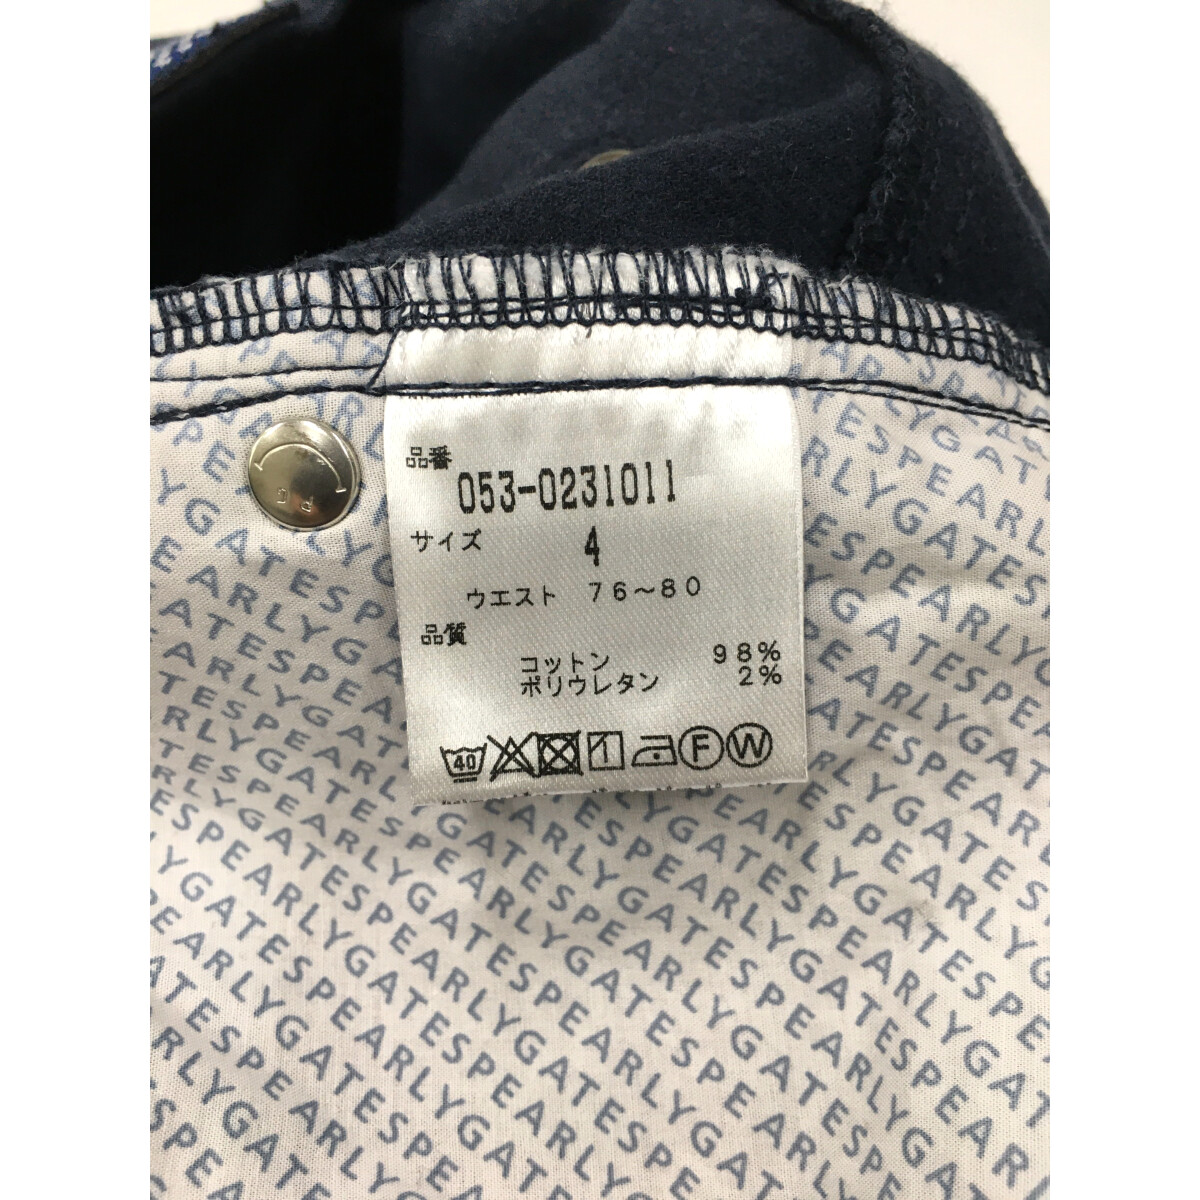 品番
053-0231011
サイズ 4
ウエスト 76~80
品質
コットン 98%
ポリウレタン 2%
40 F W
PEARLYGATESPEARLYGATES